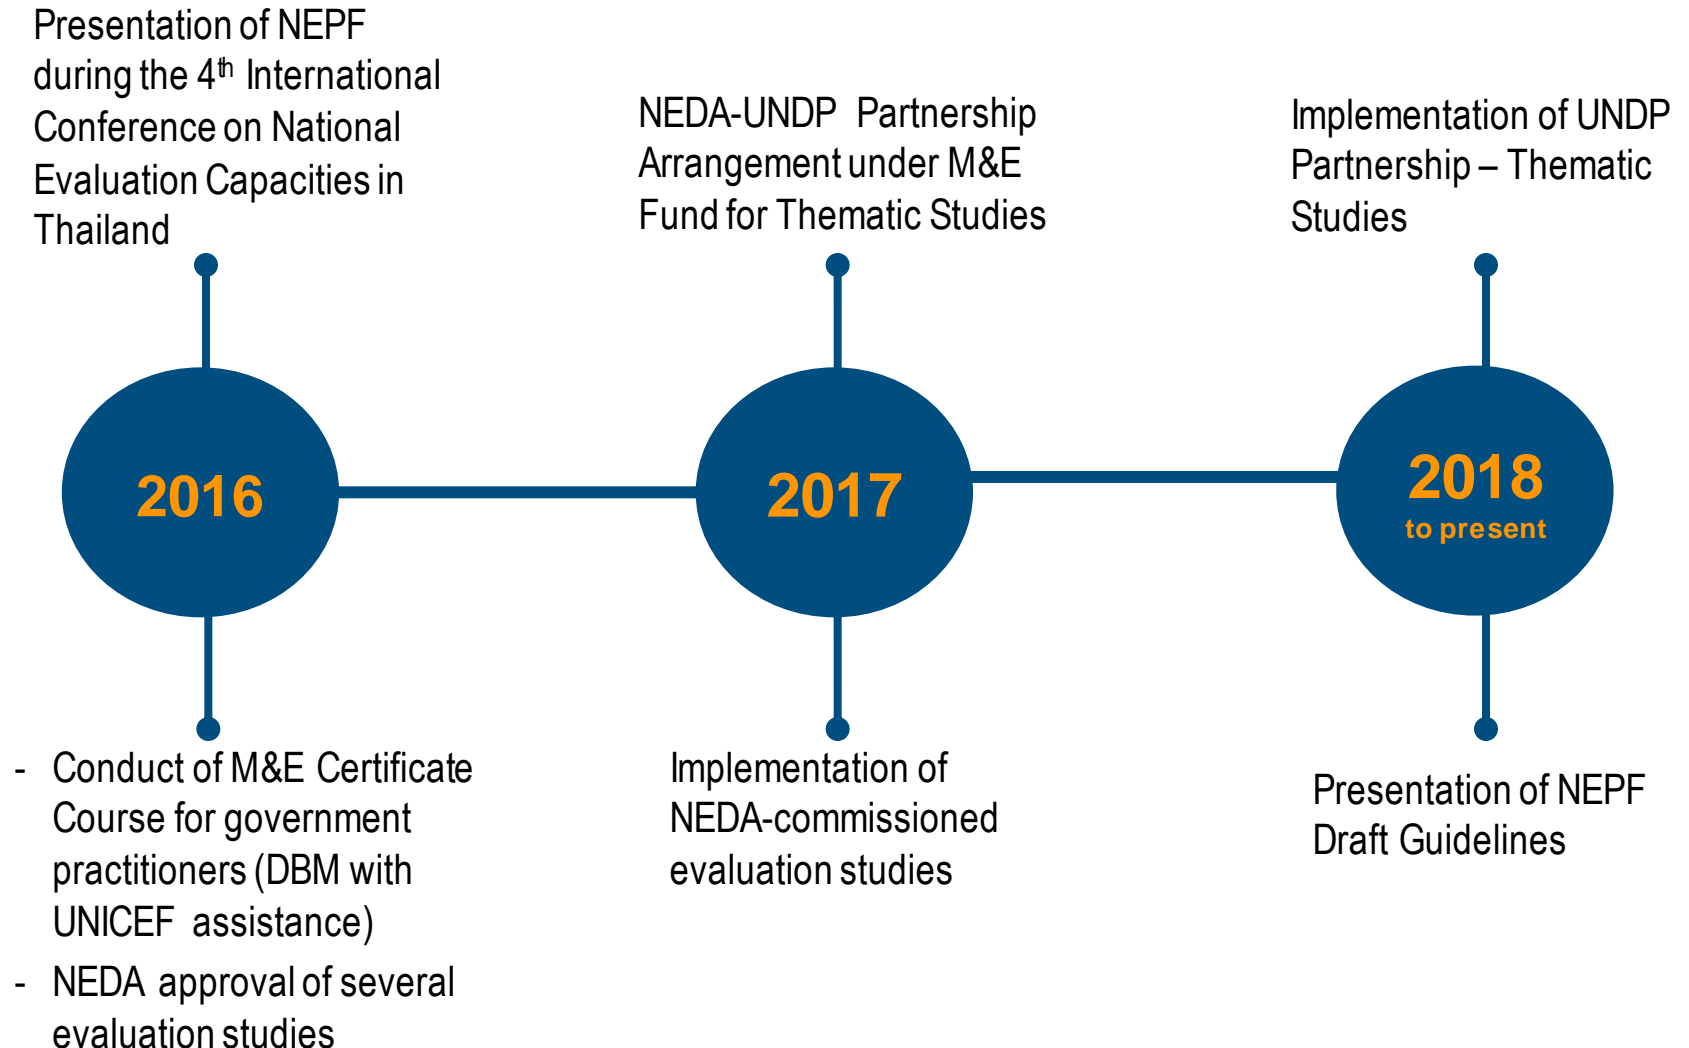 Presentation of NEPF
during the 4th International
Conference on National
Evaluation Capacities in
Thailand
NEDA-UNDP Partnership
Arrangement under M&E
Fund for Thematic Studies
Implementation of UNDP
Partnership – Thematic
Studies
2016
2017
2018
to present
- Conduct of M&E Certificate
Course for government
practitioners (DBM with
UNICEF assistance)
- NEDA approval of several
evaluation studies
Implementation of
NEDA-commissioned
evaluation studies
Presentation of NEPF
Draft Guidelines